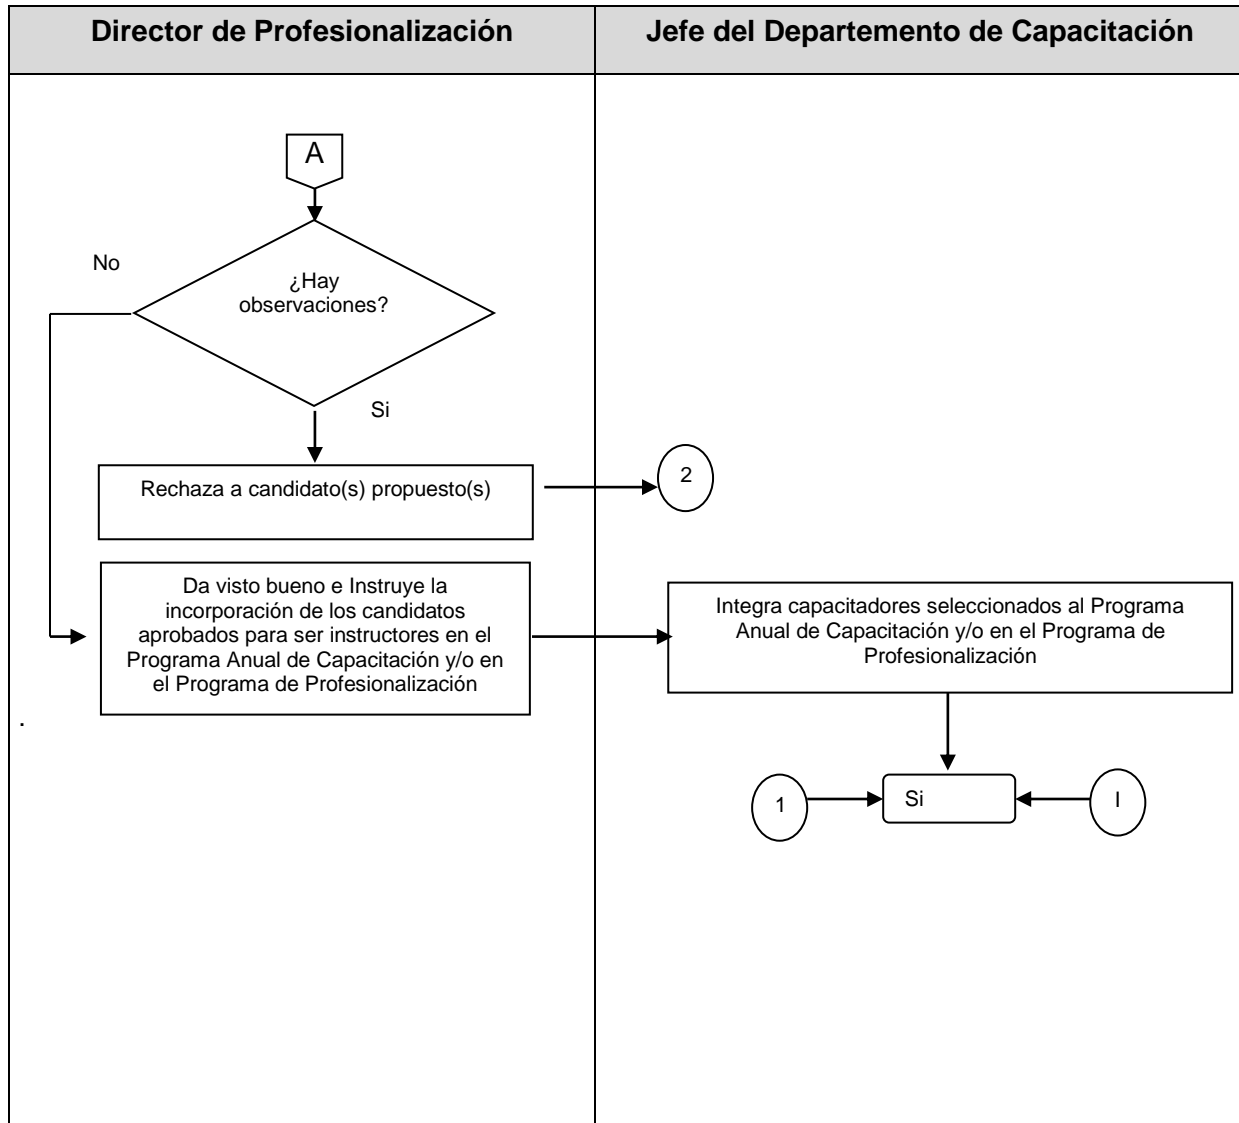 Director de Profesionalización
Jefe del Departemento de Capacitación
A
No
¿Hay
observaciones?
Si
Rechaza a candidato(s) propuesto(s)
2
Da visto bueno e Instruye la
incorporación de los candidatos
aprobados para ser instructores en el
Programa Anual de Capacitación y/o en
el Programa de Profesionalización
.
Integra capacitadores seleccionados al Programa
Anual de Capacitación y/o en el Programa de
Profesionalización
1
Si
I